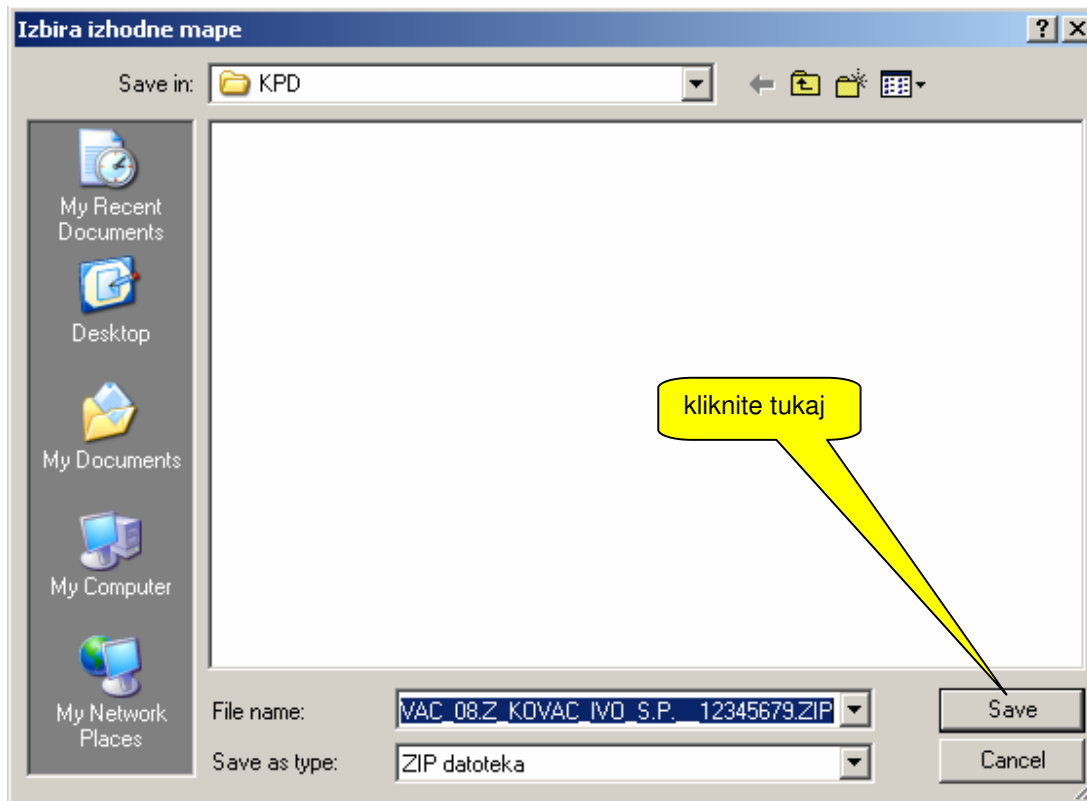 Izbira izhodne mape
Save in:
KPD
My Recent
Documents
Desktop
My Documents
My Computer
My Network
Places
kliknite tukaj
File name:
VAC_08.Z_KOVAC_IVO_S.P.__12345679.ZIP
Save
Save as type:
ZIP datoteka
Cancel